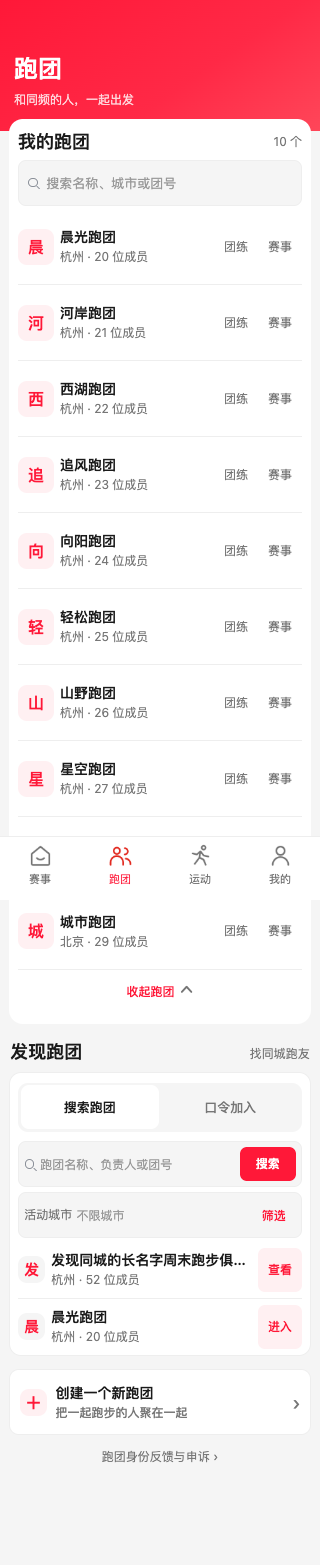 跑团
和同频的人，一起出发
我的跑团
10 个
搜索名称、城市或团号
晨
晨光跑团
杭州 · 20 位成员
团练
赛事
河
河岸跑团
杭州 · 21 位成员
团练
赛事
西
西湖跑团
杭州 · 22 位成员
团练
赛事
追
追风跑团
杭州 · 23 位成员
团练
赛事
向
向阳跑团
杭州 · 24 位成员
团练
赛事
轻
轻松跑团
杭州 · 25 位成员
团练
赛事
山
山野跑团
杭州 · 26 位成员
团练
赛事
星
星空跑团
杭州 · 27 位成员
团练
赛事
赛事
跑团
运动
我的
城
城市跑团
北京 · 29 位成员
团练
赛事
收起跑团
发现跑团
找同城跑友
搜索跑团
口令加入
跑团名称、负责人或团号
搜索
活动城市 不限城市
筛选
发
发现同城的长名字周末跑步俱...
杭州 · 52 位成员
查看
晨
晨光跑团
杭州 · 20 位成员
进入
创建一个新跑团
把一起跑步的人聚在一起
›
跑团身份反馈与申诉 ›